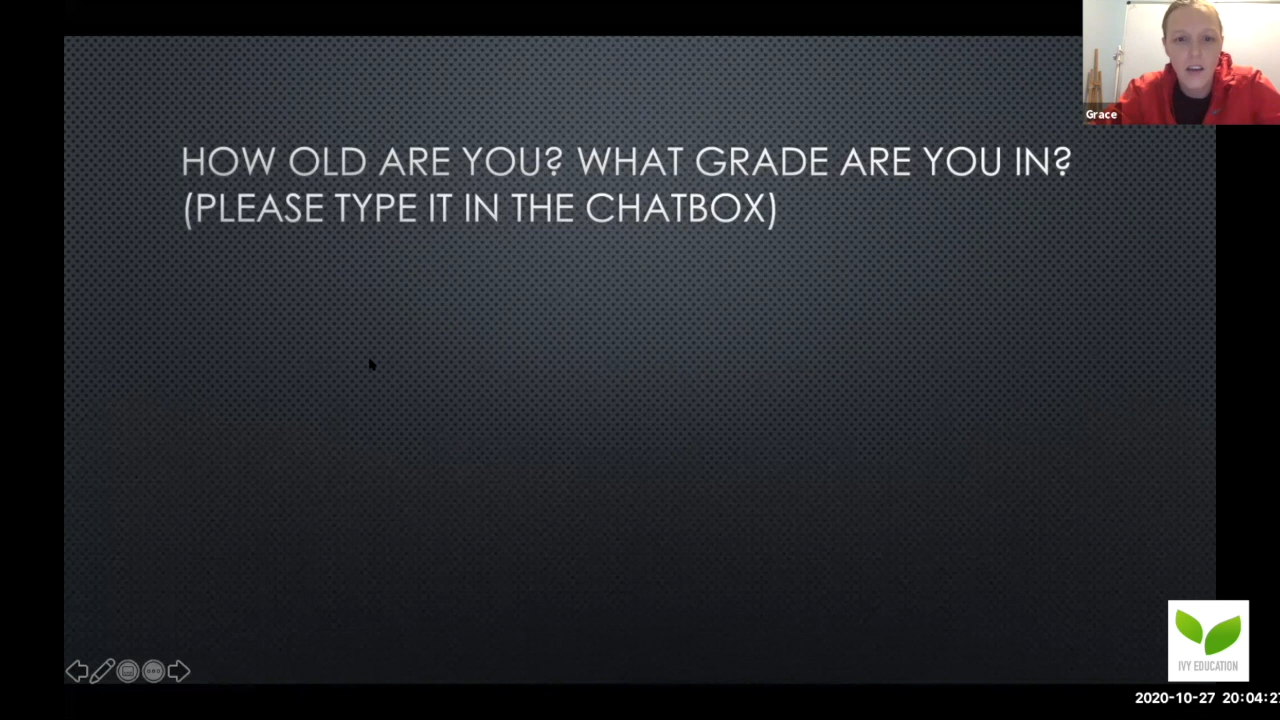 Grace
HOW OLD ARE YOU? WHAT GRADE ARE YOU IN?
(PLEASE TYPE IT IN THE CHATBOX)
IVY EDUCATION
2020-10-27 20:04:27